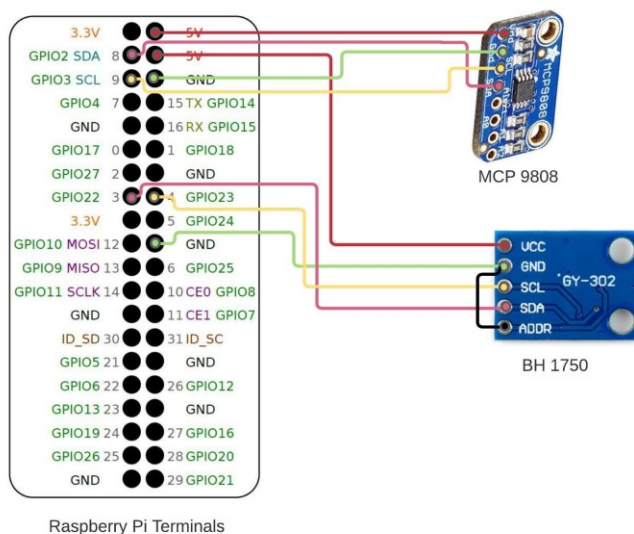 3.3V 5V
GPIO2 SDA 8 5V
GPIO3 SCL 9 GND
GPIO4 7 15 TX GPIO14
GND 16 RX GPIO15
GPIO17 0 1 GPIO18
GPIO27 2 GND
GPIO22 3 4 GPIO23
3.3V 5 GPIO24
GPIO10 MOSI 12 GND
GPIO9 MISO 13 6 GPIO25
GPIO11 SCLK 14 10 CE0 GPIO8
GND 11 CE1 GPIO7
ID_SD 30 31 ID_SC
GPIO5 21 GND
GPIO6 22 26 GPIO12
GPIO13 23 GND
GPIO19 24 27 GPIO16
GPIO26 25 28 GPIO20
GND 29 GPIO21
Raspberry Pi Terminals
SCL
SDA
A0
MCP9808
MCP 9808
VCC
GND
SCL
SDA
ADDR
GY-302
BH 1750